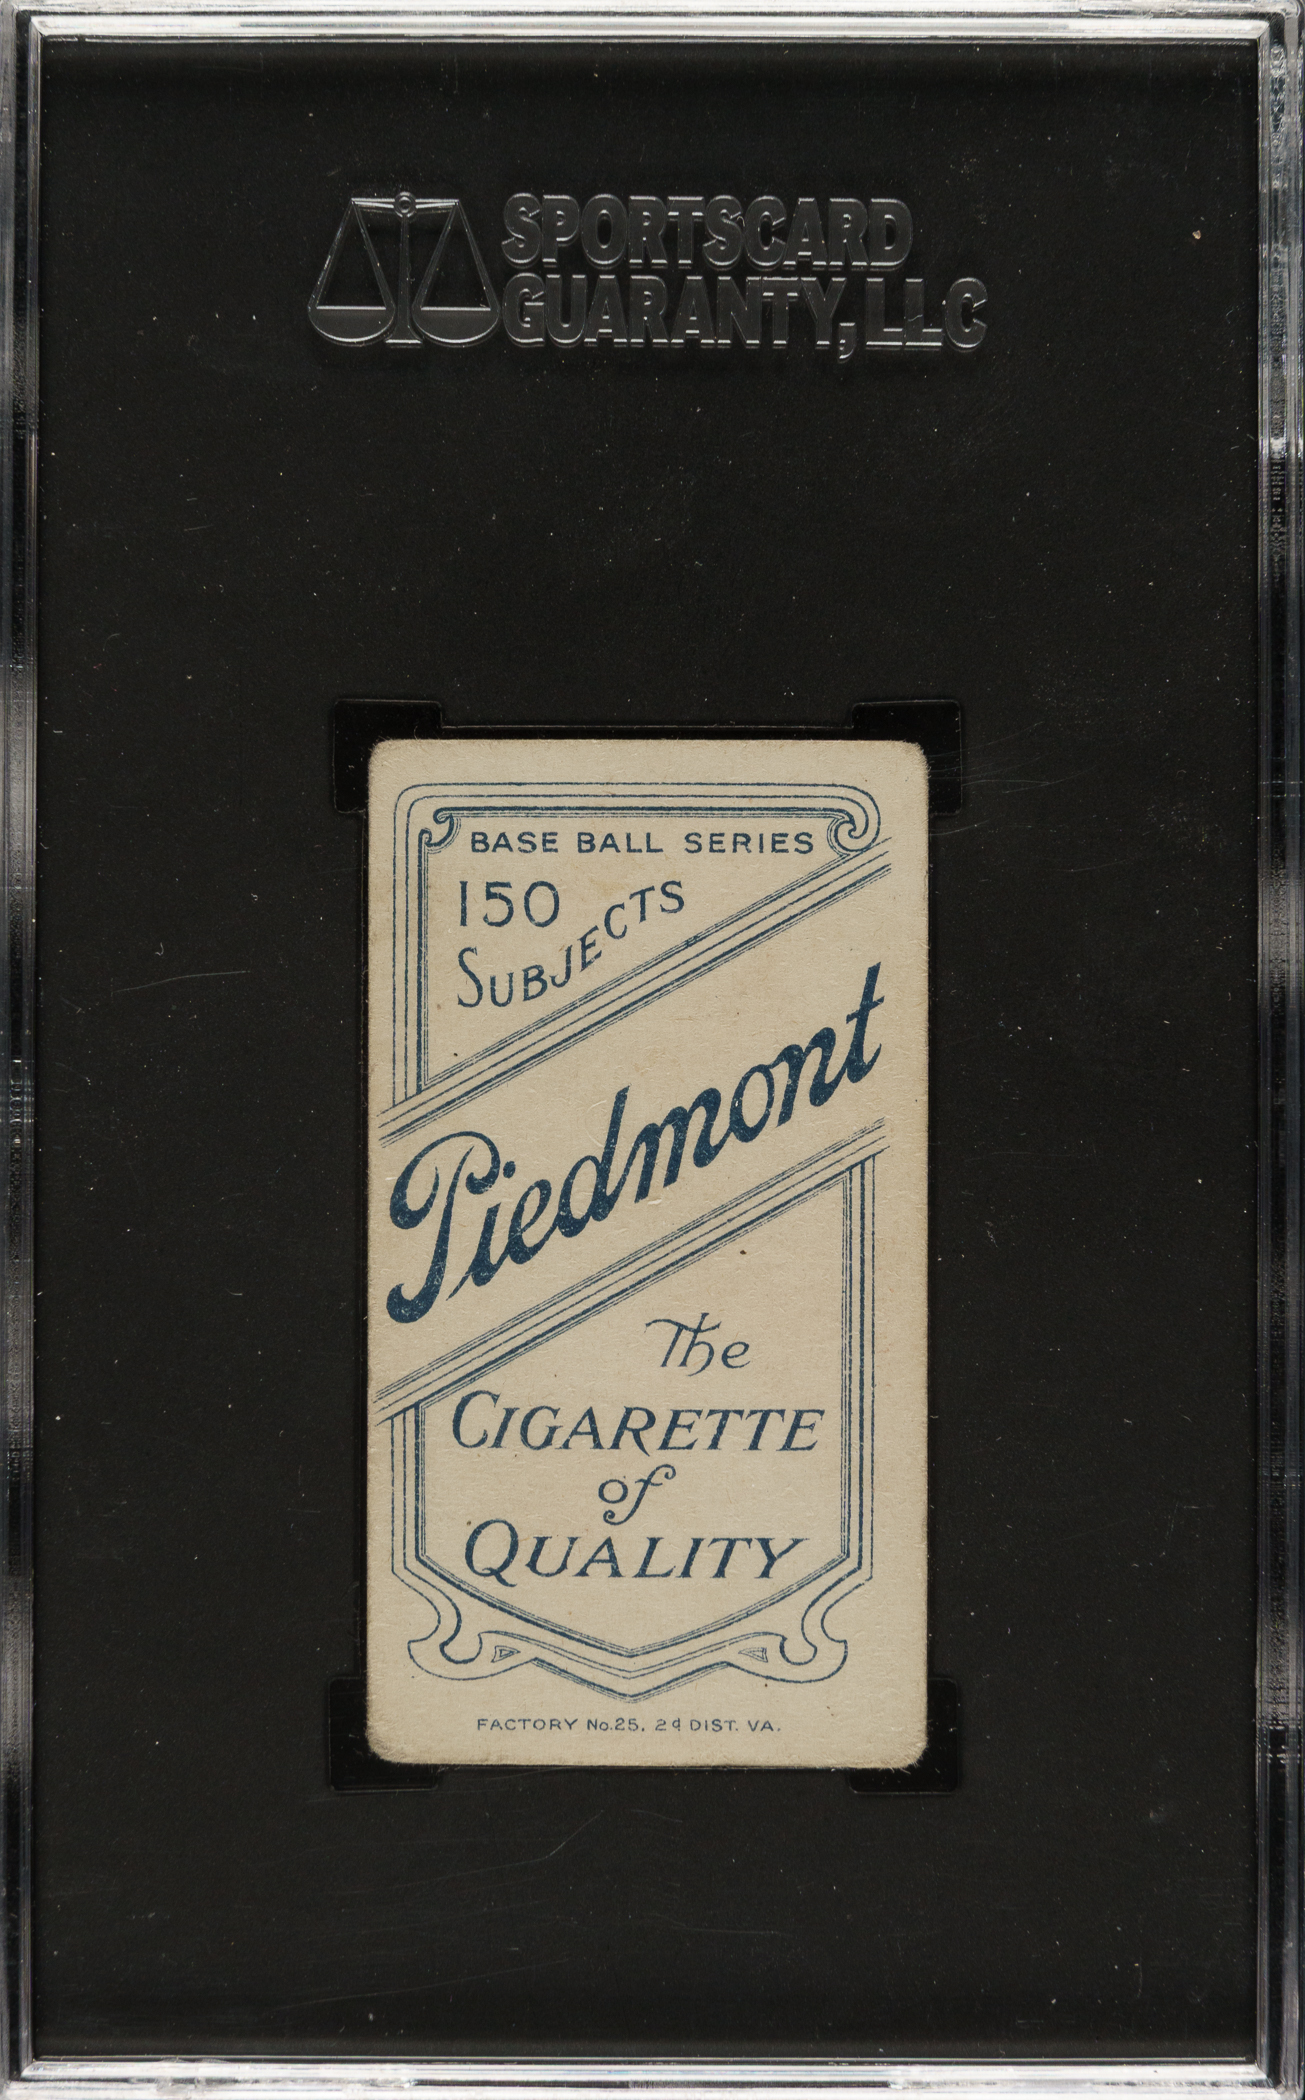 SPORTSCARD
GUARANTY, LLC
BASE BALL SERIES
150
SUBJECTS
Piedmont
The
CIGARETTE
of
QUALITY
FACTORY No.25, 2d DIST. VA.